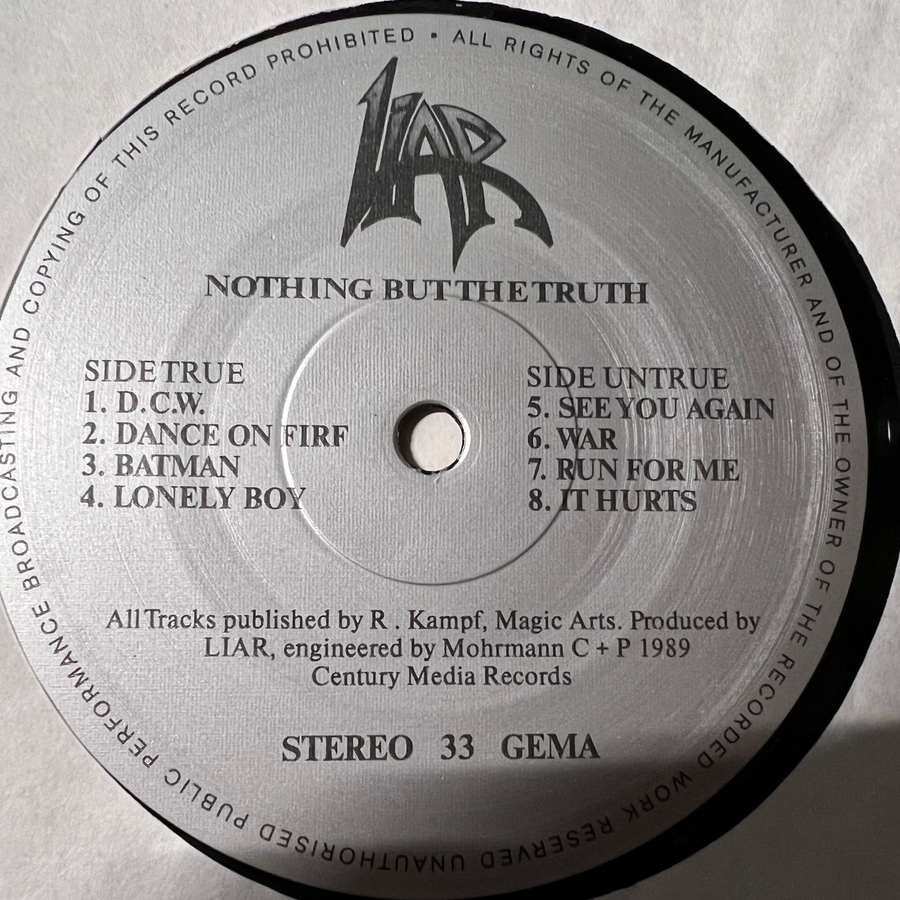 ALL RIGHTS OF THE MANUFACTURER AND OF THE OWNER OF THE RECORDED WORK RESERVED UNAUTHORISED PUBLIC PERFORMANCE BROADCASTING AND COPYING OF THIS RECORD PROHIBITED •
LIAR
NOTHING BUT THE TRUTH
SIDE TRUE
1. D.C.W.
2. DANCE ON FIRE
3. BATMAN
4. LONELY BOY
SIDE UNTRUE
5. SEE YOU AGAIN
6. WAR
7. RUN FOR ME
8. IT HURTS
All Tracks published by R . Kampf, Magic Arts. Produced by
LIAR, engineered by Mohrmann C + P 1989
Century Media Records
STEREO 33 GEMA